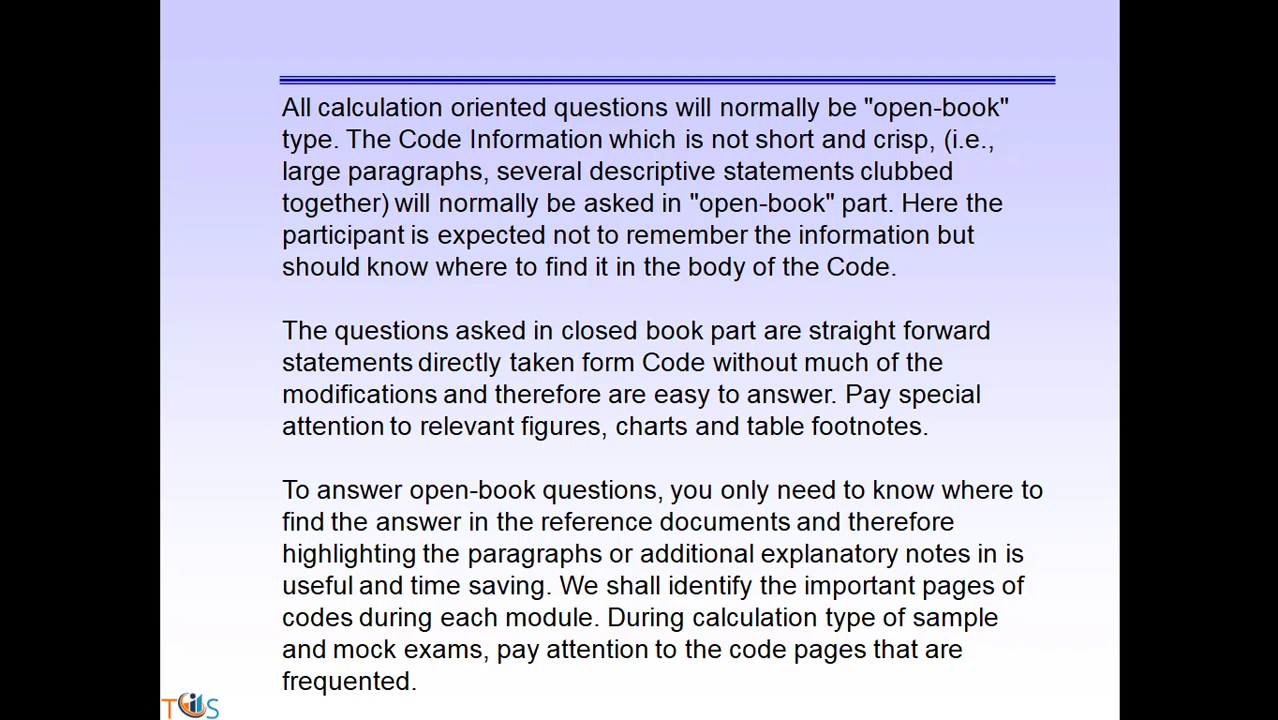 All calculation oriented questions will normally be "open-book"
type. The Code Information which is not short and crisp, (i.e.,
large paragraphs, several descriptive statements clubbed
together) will normally be asked in "open-book" part. Here the
participant is expected not to remember the information but
should know where to find it in the body of the Code.
The questions asked in closed book part are straight forward
statements directly taken form Code without much of the
modifications and therefore are easy to answer. Pay special
attention to relevant figures, charts and table footnotes.
To answer open-book questions, you only need to know where to
find the answer in the reference documents and therefore
highlighting the paragraphs or additional explanatory notes in is
useful and time saving. We shall identify the important pages of
codes during each module. During calculation type of sample
and mock exams, pay attention to the code pages that are
frequented.